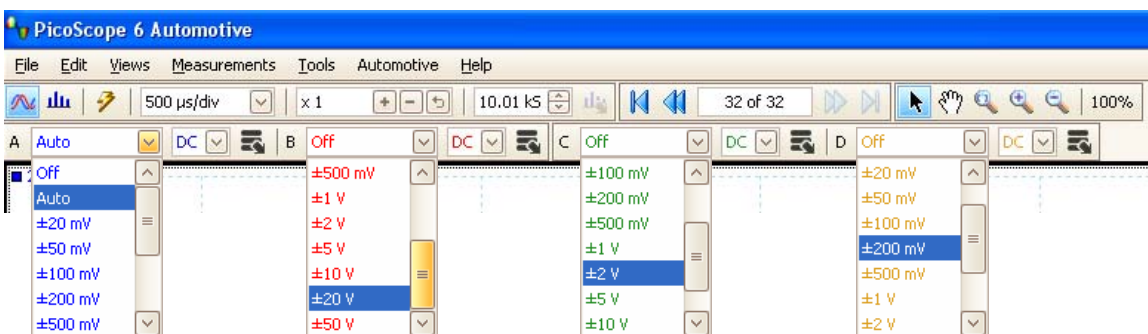 PicoScope 6 Automotive
File Edit Views Measurements Tools Automotive Help
500 µs/div x 1 + - 10.01 kS 32 of 32 100%
A Auto DC B Off DC C Off DC D Off DC
Off ±500 mV ±100 mV ±20 mV
Auto ±1 V ±200 mV ±50 mV
±20 mV ±2 V ±500 mV ±100 mV
±50 mV ±5 V ±1 V ±200 mV
±100 mV ±10 V ±2 V ±500 mV
±200 mV ±20 V ±5 V ±1 V
±500 mV ±50 V ±10 V ±2 V